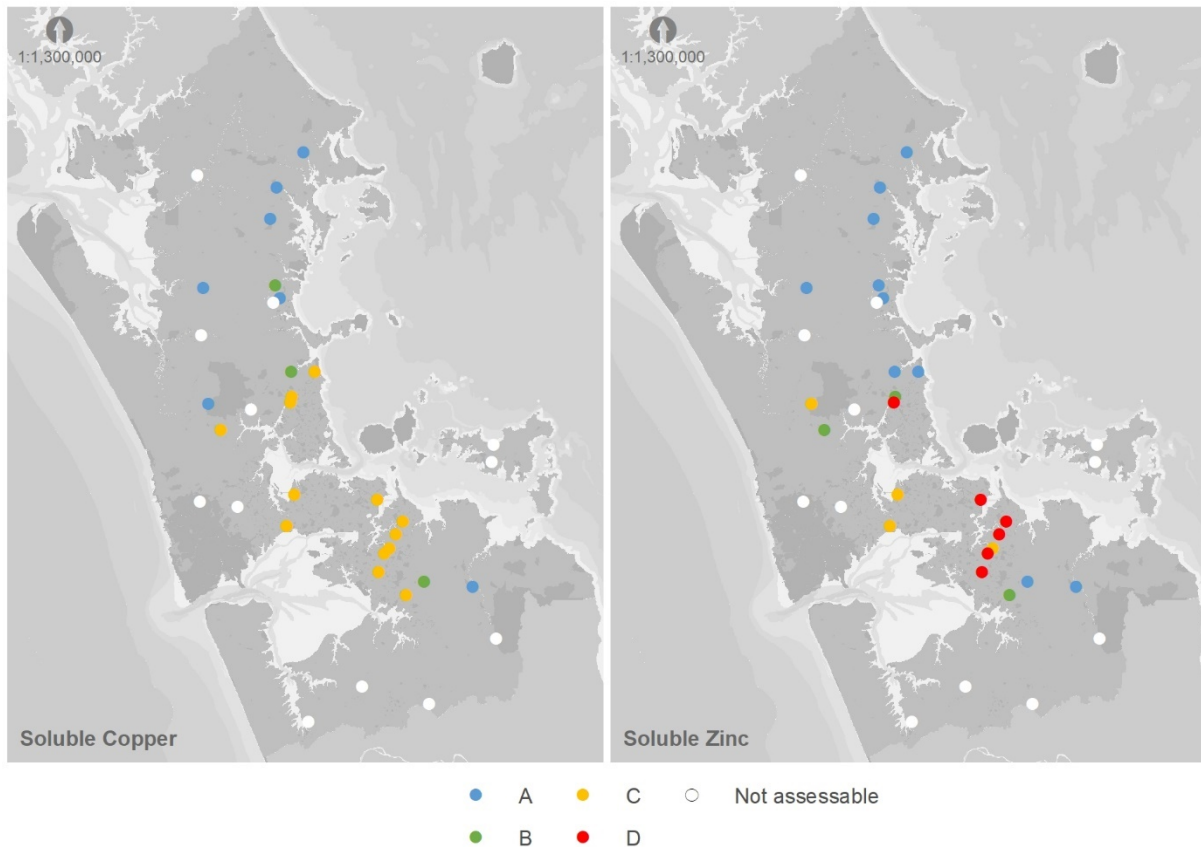 1:1,300,000
1:1,300,000
Soluble Copper
Soluble Zinc
A
C
Not assessable
B
D